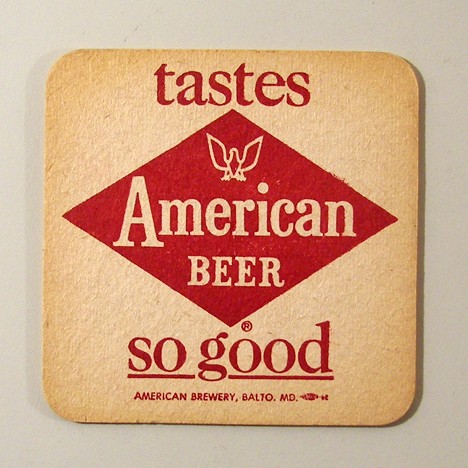 tastes
American
BEER
®
so good
AMERICAN BREWERY, BALTO. MD.